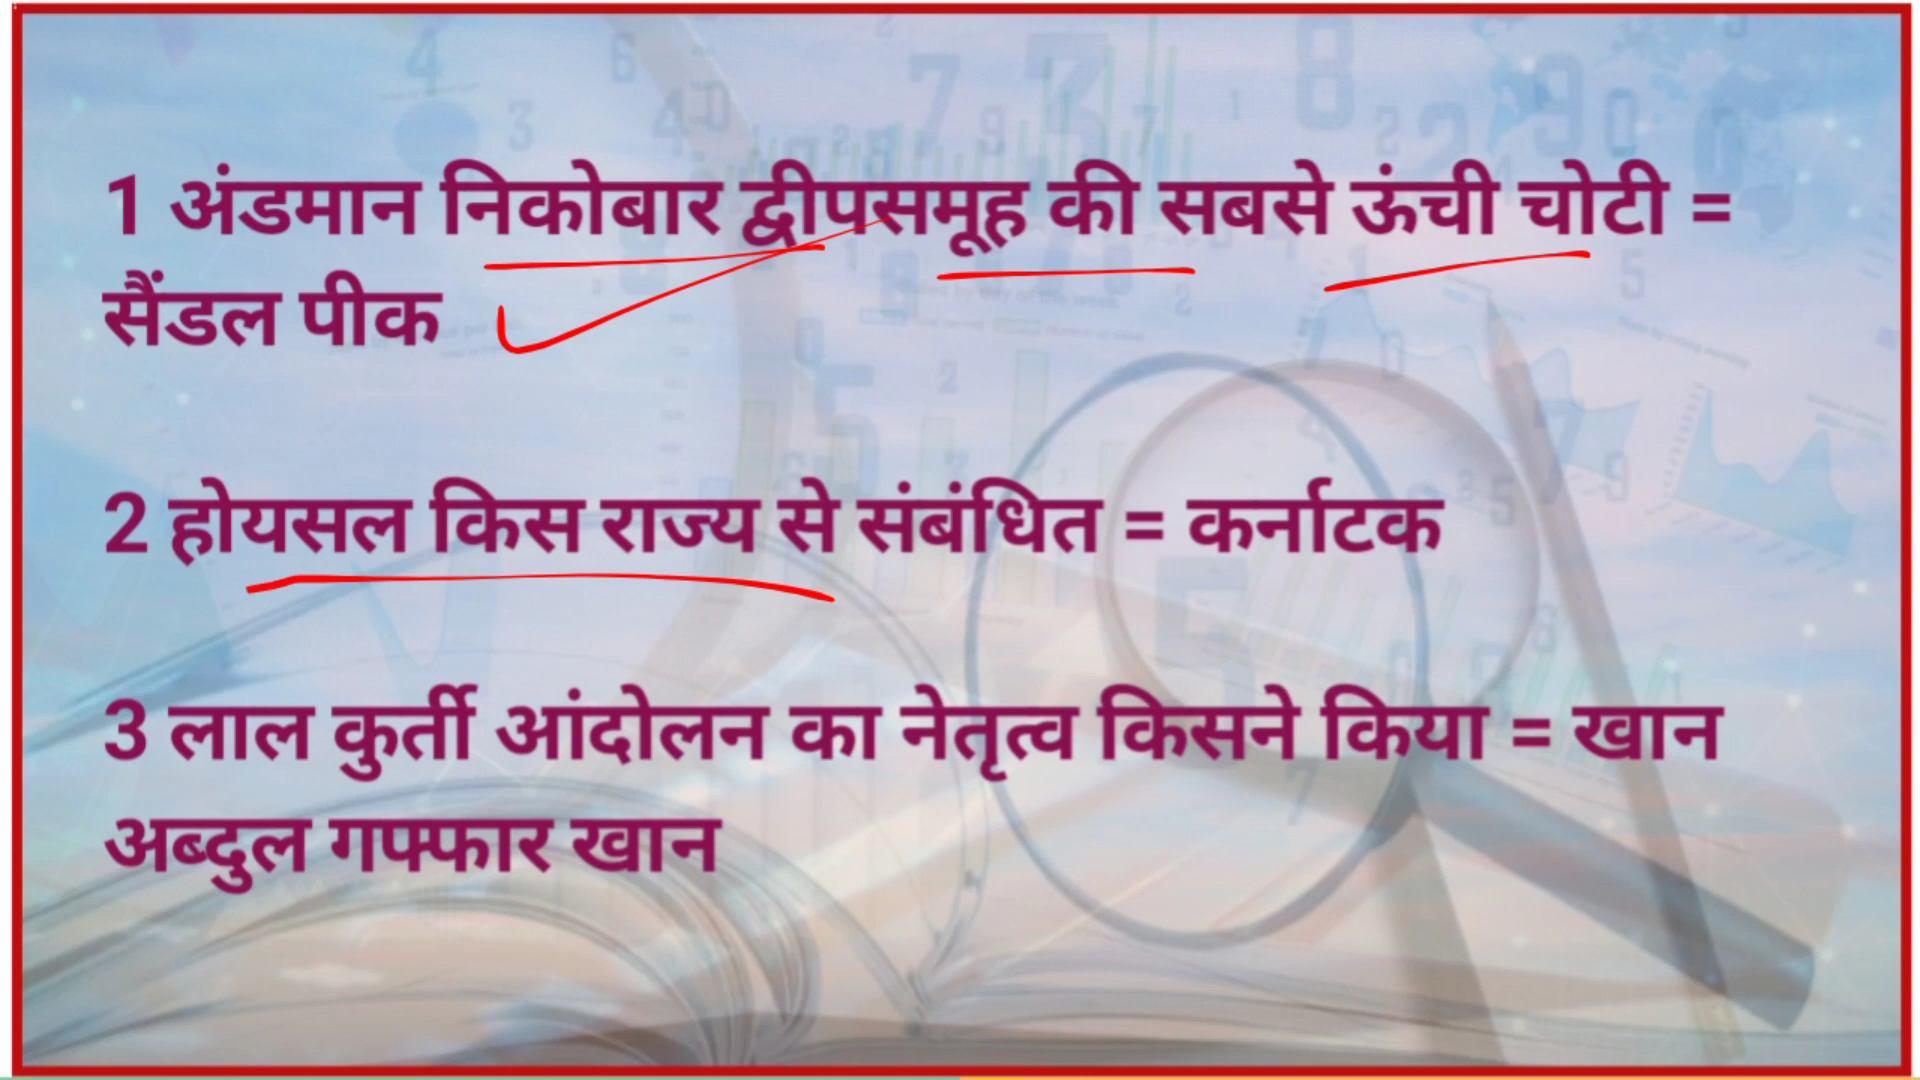 1 अंडमान निकोबार द्वीपसमूह की सबसे ऊंची चोटी =
सैंडल पीक
2 होयसल किस राज्य से संबंधित = कर्नाटक
3 लाल कुर्ती आंदोलन का नेतृत्व किसने किया = खान
अब्दुल गफ्फार खान